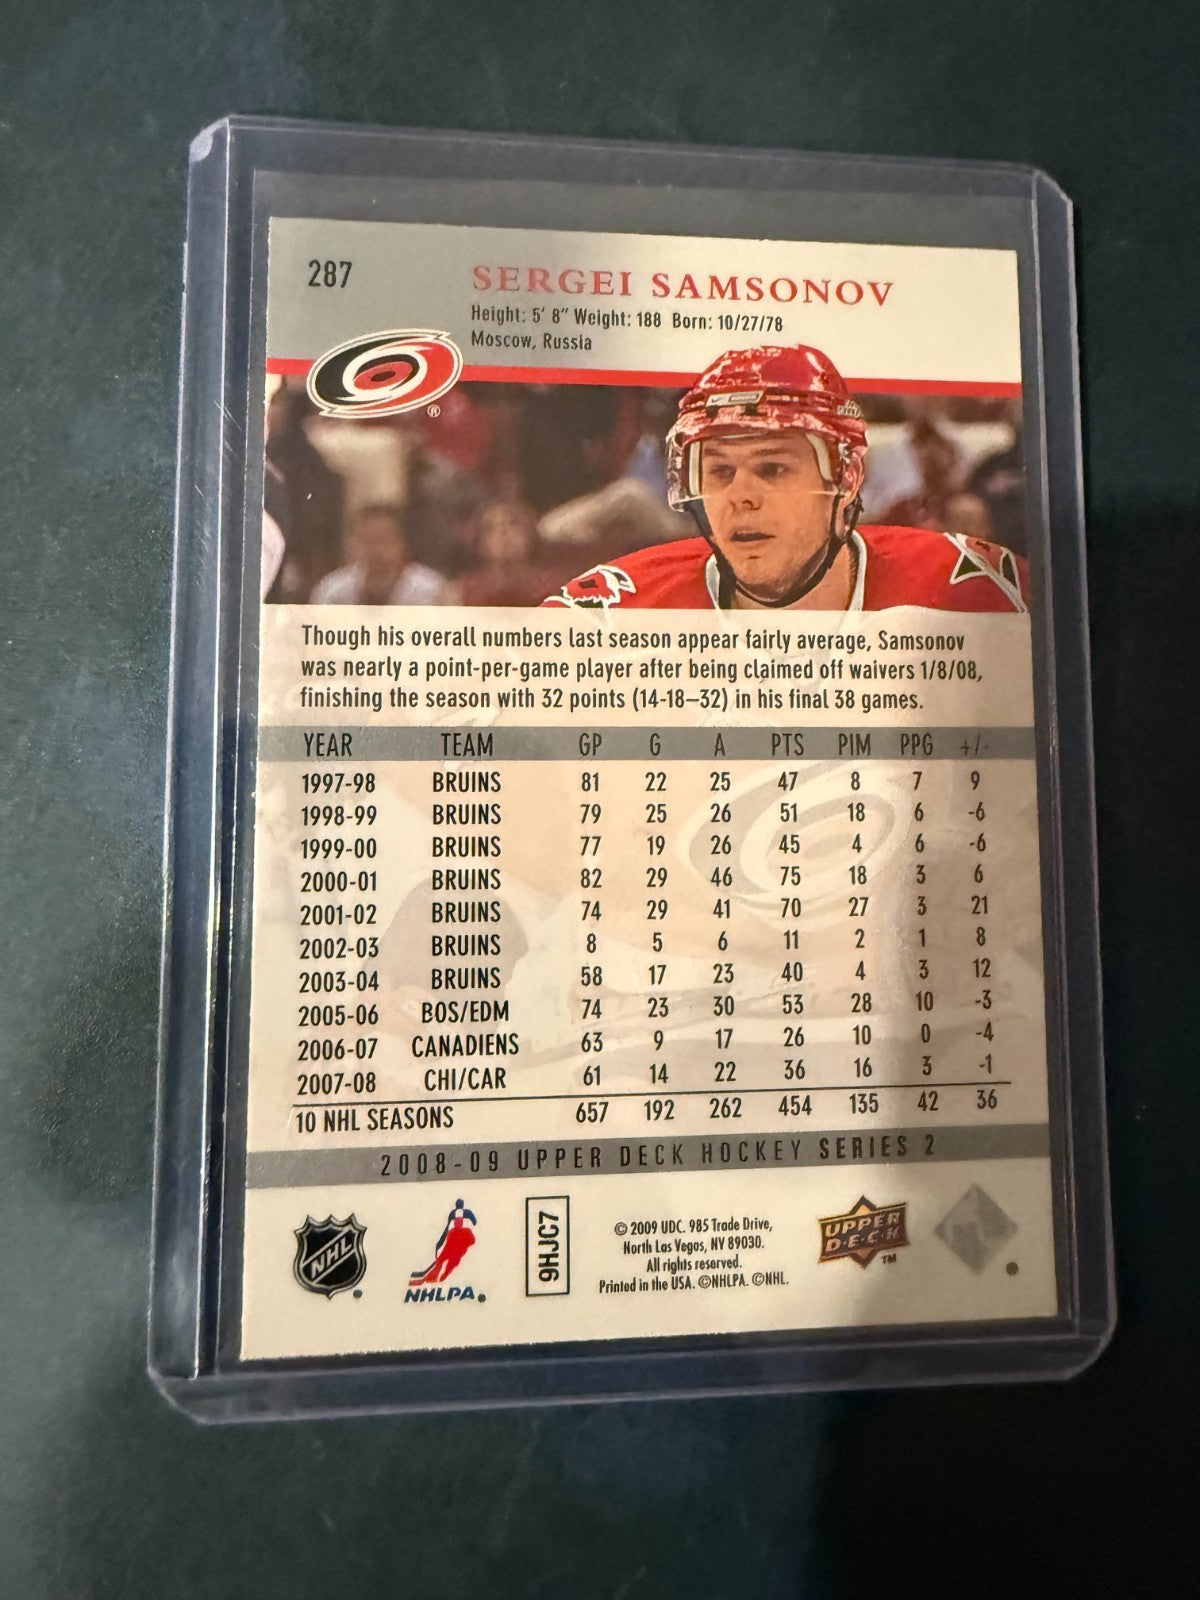 287
SERGEI SAMSONOV
Height: 5' 8" Weight: 188 Born: 10/27/78
Moscow, Russia
®
Though his overall numbers last season appear fairly average, Samsonov
was nearly a point-per-game player after being claimed off waivers 1/8/08,
finishing the season with 32 points (14-18–32) in his final 38 games.
YEAR TEAM GP G A PTS PIM PPG +/-
1997-98 BRUINS 81 22 25 47 8 7 9
1998-99 BRUINS 79 25 26 51 18 6 -6
1999-00 BRUINS 77 19 26 45 4 6 -6
2000-01 BRUINS 82 29 46 75 18 3 6
2001-02 BRUINS 74 29 41 70 27 3 21
2002-03 BRUINS 8 5 6 11 2 1 8
2003-04 BRUINS 58 17 23 40 4 3 12
2005-06 BOS/EDM 74 23 30 53 28 10 -3
2006-07 CANADIENS 63 9 17 26 10 0 -4
2007-08 CHI/CAR 61 14 22 36 16 3 -1
10 NHL SEASONS 657 192 262 454 135 42 36
2008-09 UPPER DECK HOCKEY SERIES 2
NHL
NHLPA
9HJC7
© 2009 UDC. 985 Trade Drive,
North Las Vegas, NV 89030.
All rights reserved.
Printed in the USA. ©NHLPA. ©NHL.
UPPER
DECK
TM